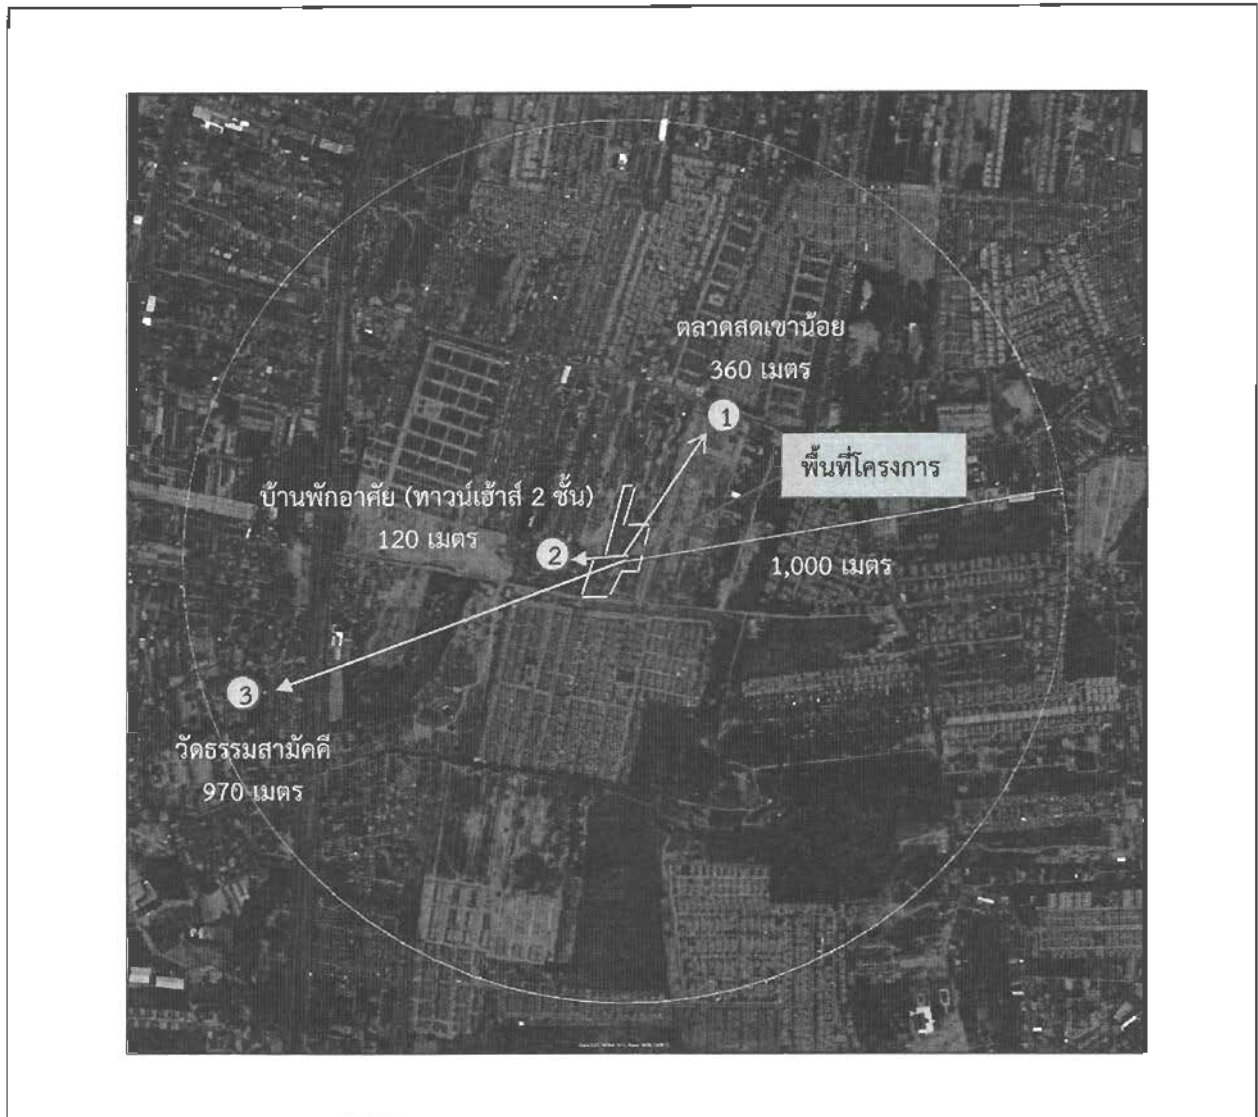 ตลาดสดเขาน้อย
360 เมตร
1
พื้นที่โครงการ
บ้านพักอาศัย (ทาวน์เฮ้าส์ 2 ชั้น)
120 เมตร
2
1,000 เมตร
3
วัดธรรมสามัคคี
970 เมตร